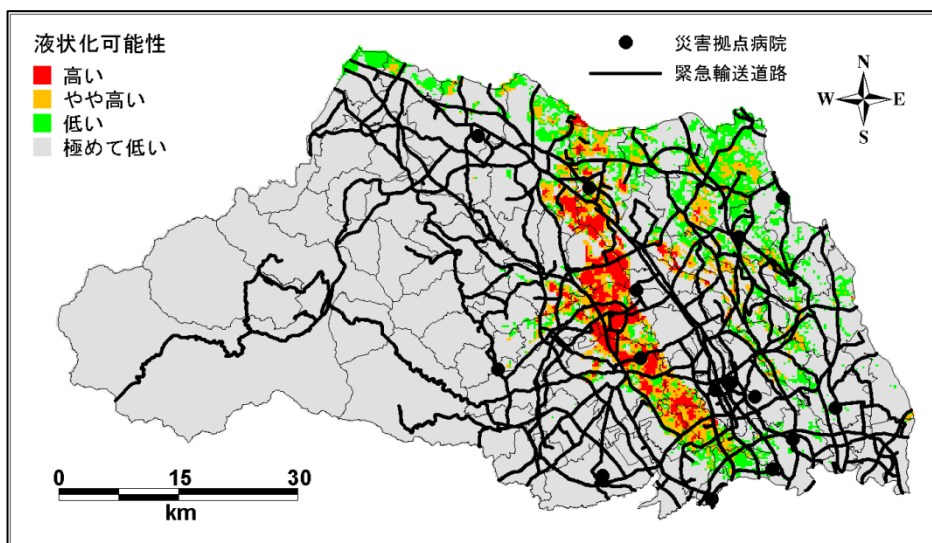 液状化可能性
高い
やや高い
低い
極めて低い
災害拠点病院
緊急輸送道路
N
W E
S
0 15 30
km